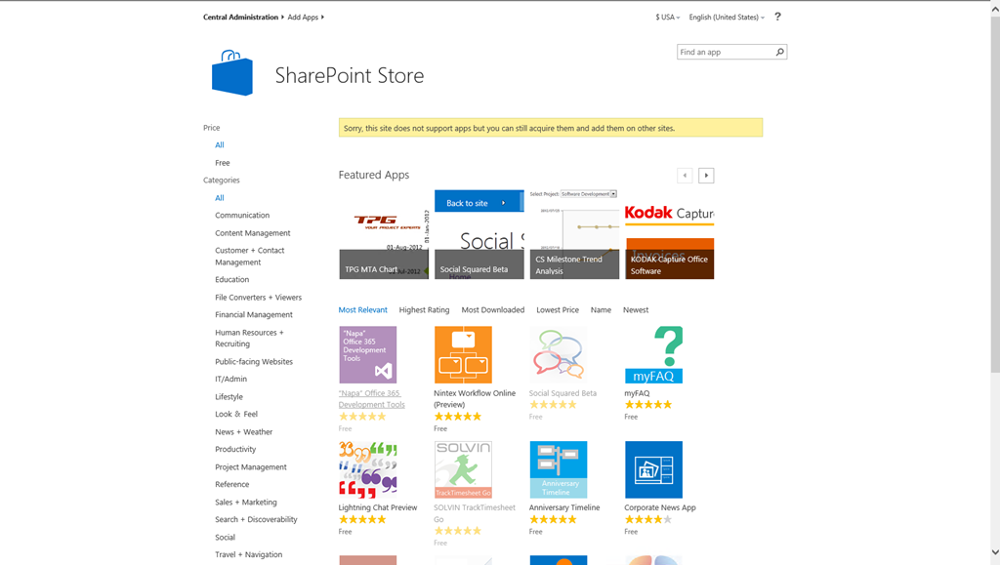 Central Administration Add Apps
$ USA
English (United States)
?
Find an app
SharePoint Store
Sorry, this site does not support apps but you can still acquire them and add them on other sites.
Price
All
Free
Categories
All
Communication
Content Management
Customer + Contact
Management
Education
File Converters + Viewers
Financial Management
Human Resources +
Recruiting
Public-facing Websites
IT/Admin
Lifestyle
Look & Feel
News + Weather
Productivity
Project Management
Reference
Sales + Marketing
Search + Discoverability
Social
Travel + Navigation
Featured Apps
TPG
YOUR PROJECT EXPERTS
01-Jan-2012
01-Aug-2012
TPG MTA Chart
Back to site
Social S
Social Squared Beta
Home
Select Project: Software Development
CS Milestone Trend
Analysis
Kodak Captur
Invoices
KODAK Capture Office
Software
Most Relevant Highest Rating Most Downloaded Lowest Price Name Newest
"Napa"
Office 365
Development
Tools
"Napa" Office 365
Development Tools
Free
Nintex Workflow Online
(Preview)
Free
Social Squared Beta
Free
?
myFAQ
myFAQ
Free
Lightning Chat Preview
Free
SOLVIN
TrackTimesheet Go
SOLVIN TrackTimesheet
Go
Free
Anniversary
Timeline
Anniversary Timeline
Free
Corporate News App
Free